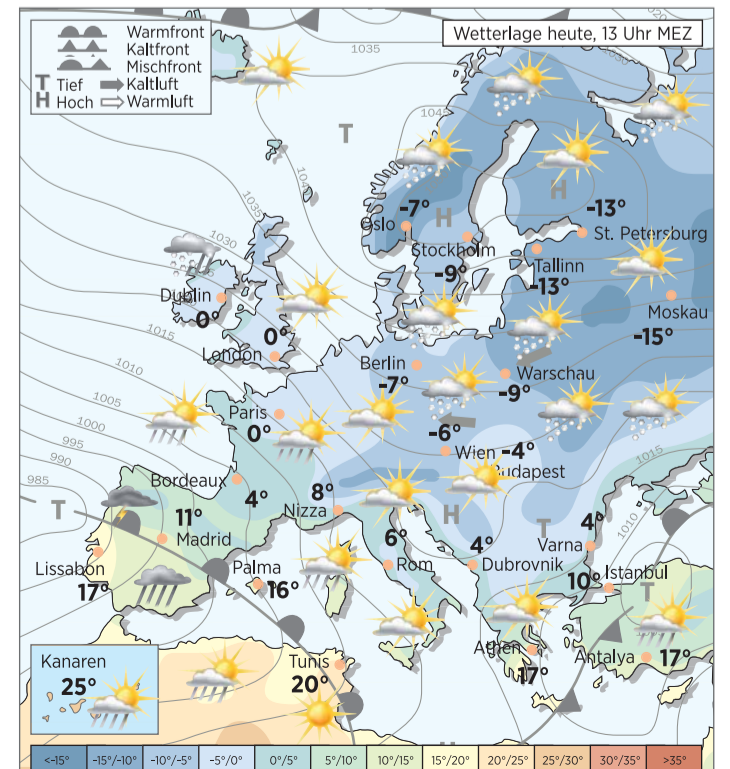 Wetterlage heute, 13 Uhr MEZ
Warmfront
Kaltfront
Mischfront
T Tief Kaltluft
H Hoch Warmluft
1035
1030
1045
T
1035
1030
H
-7°
Oslo
H
-13°
St. Petersburg
Stockholm
-9°
Tallinn
-13°
Dublin
0°
Moskau
-15°
1015
0°
London
Berlin
-7°
Warschau
-9°
1010
1005
Paris
0°
1000
-6°
Wien
-4°
Budapest
995
990
985
1015
Bordeaux
4°
8°
Nizza
T
11°
Madrid
H
T
4°
Varna
1010
6°
Rom
4°
Dubrovnik
Lissabon
17°
Palma
16°
10°
Istanbul
T
Kanaren
25°
Tunis
20°
Athen
17°
Antalya
17°
<-15°
-15°/-10°
-10°/-5°
-5°/0°
0°/5°
5°/10°
10°/15°
15°/20°
20°/25°
25°/30°
30°/35°
>35°